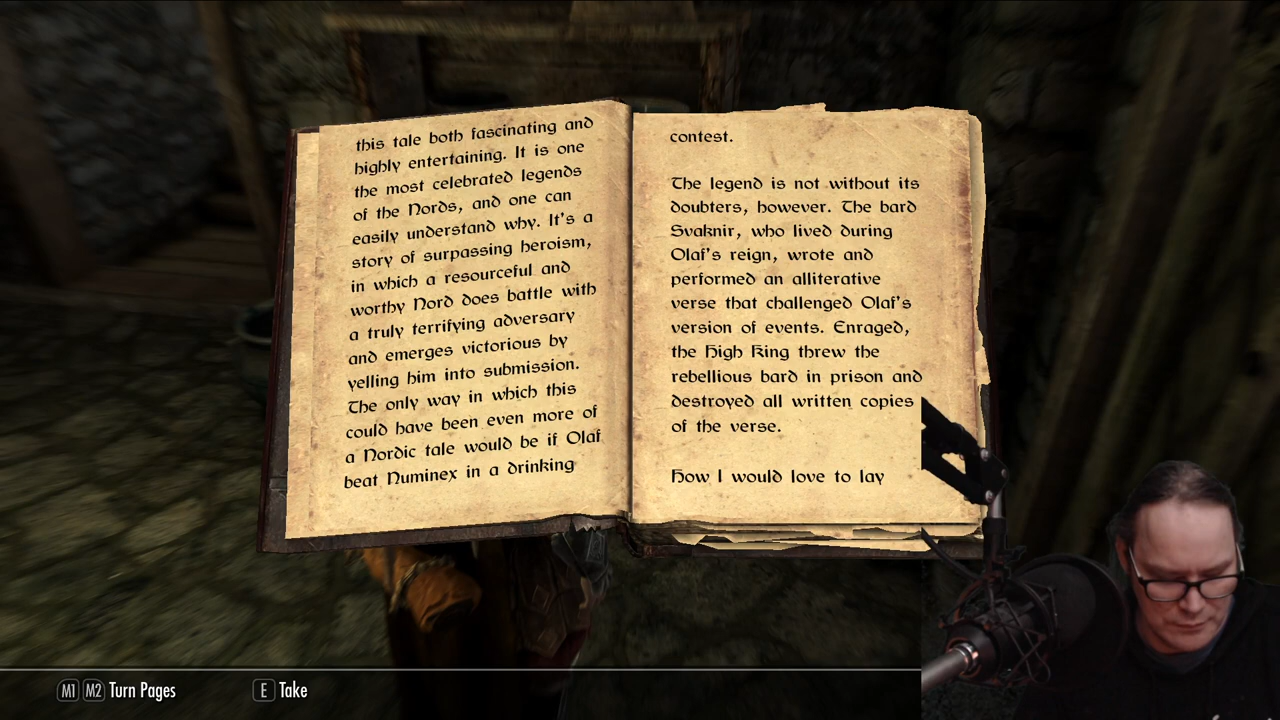 this tale both fascinating and
highly entertaining. It is one
the most celebrated legends
of the Nords, and one can
easily understand why. It's a
story of surpassing heroism,
in which a resourceful and
worthy Nord does battle with
a truly terrifying adversary
and emerges victorious by
yelling him into submission.
The only way in which this
could have been even more of
a Nordic tale would be if Olaf
beat Numinex in a drinking
contest.
The legend is not without its
doubters, however. The bard
Svaknir, who lived during
Olaf's reign, wrote and
performed an alliterative
verse that challenged Olaf's
version of events. Enraged,
the High King threw the
rebellious bard in prison and
destroyed all written copies
of the verse.
How I would love to lay
M1 M2 Turn Pages
E Take